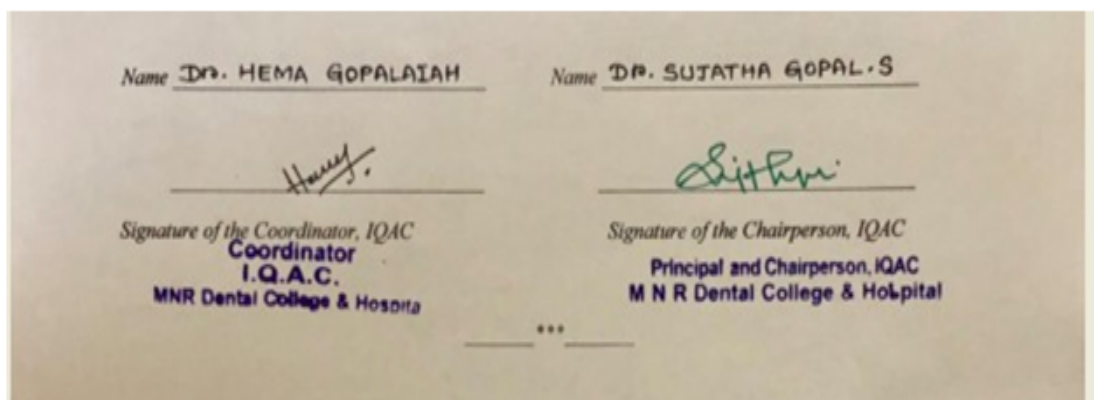 Name Dr. HEMA GOPALAIAH
Name DR. SUJATHA GOPAL.S
Signature of the Coordinator, IQAC
Coordinator
I.Q.A.C.
MNR Dental College & Hospita
Signature of the Chairperson, IQAC
Principal and Chairperson, IQAC
M N R Dental College & Hospital
***